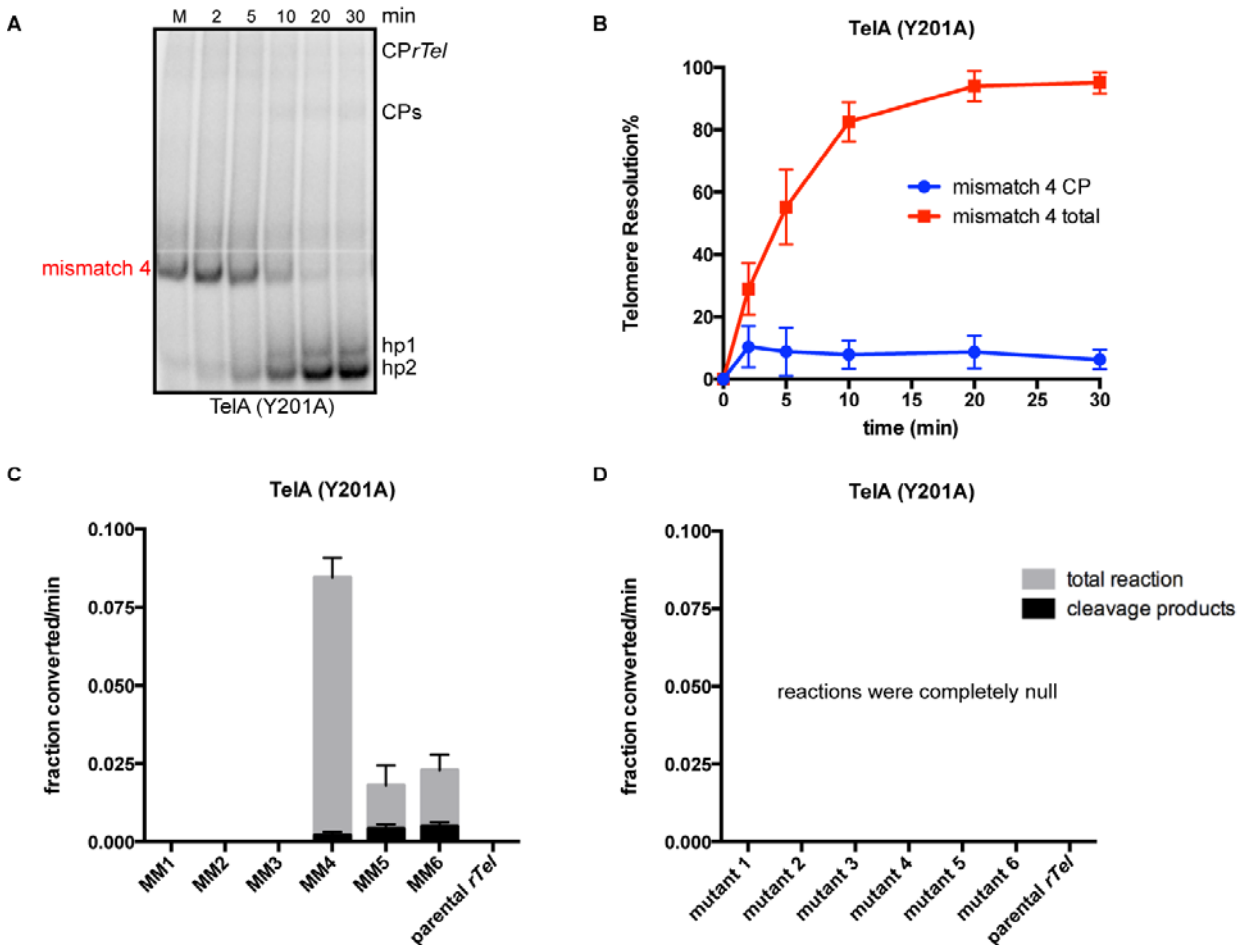 A
M 2 5 10 20 30 min
CPrTel
CPs
mismatch 4
hp1
hp2
TelA (Y201A)
B
TelA (Y201A)
Telomere Resolution%
100
80
60
40
20
0
mismatch 4 CP
mismatch 4 total
0 5 10 15 20 25 30
time (min)
C
TelA (Y201A)
fraction converted/min
0.100
0.075
0.050
0.025
0.000
MM1
MM2
MM3
MM4
MM5
MM6
parental rTel
D
TelA (Y201A)
fraction converted/min
0.100
0.075
0.050
0.025
0.000
total reaction
cleavage products
reactions were completely null
mutant 1
mutant 2
mutant 3
mutant 4
mutant 5
mutant 6
parental rTel